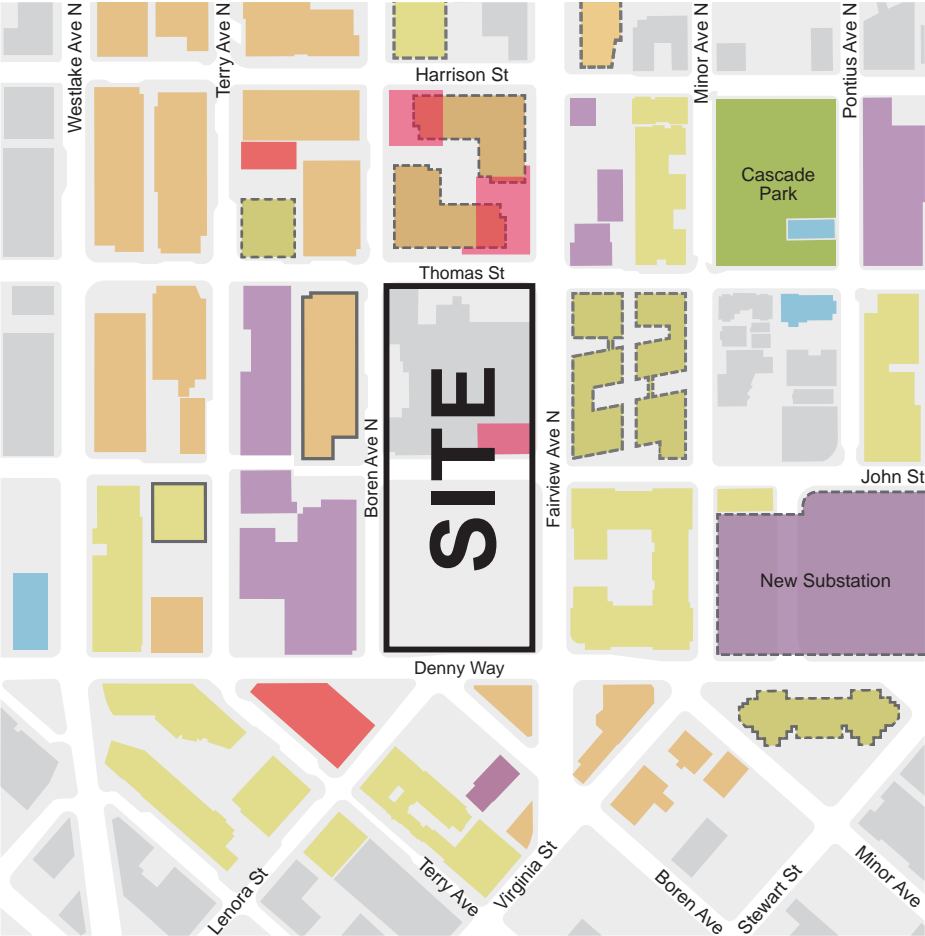 Westlake Ave N
Terry Ave N
Minor Ave N
Pontius Ave N
Harrison St
Cascade
Park
Thomas St
SITE
Boren Ave N
Fairview Ave N
John St
New Substation
Denny Way
Lenora St
Terry Ave
Virginia St
Boren Ave
Stewart St
Minor Ave